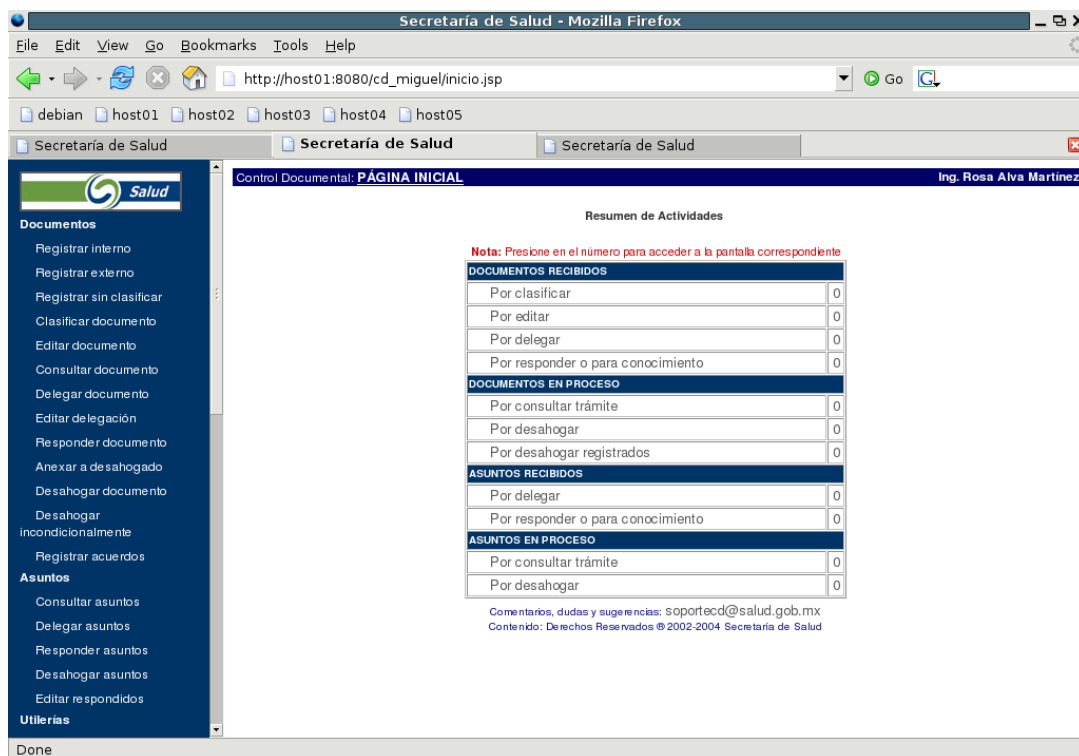 Secretaría de Salud - Mozilla Firefox
File Edit View Go Bookmarks Tools Help
http://host01:8080/cd_miguel/inicio.jsp Go G
debian host01 host02 host03 host04 host05
Secretaría de Salud Secretaría de Salud Secretaría de Salud
Salud
Documentos
Registrar interno
Registrar externo
Registrar sin clasificar
Clasificar documento
Editar documento
Consultar documento
Delegar documento
Editar delegación
Responder documento
Anexar a desahogado
Desahogar documento
Desahogar
incondicionalmente
Registrar acuerdos
Asuntos
Consultar asuntos
Delegar asuntos
Responder asuntos
Desahogar asuntos
Editar respondidos
Utilerías
Control Documental: PÁGINA INICIAL Ing. Rosa Alva Martínez
Resumen de Actividades
Nota: Presione en el número para acceder a la pantalla correspondiente
DOCUMENTOS RECIBIDOS
Por clasificar 0
Por editar 0
Por delegar 0
Por responder o para conocimiento 0
DOCUMENTOS EN PROCESO
Por consultar trámite 0
Por desahogar 0
Por desahogar registrados 0
ASUNTOS RECIBIDOS
Por delegar 0
Por responder o para conocimiento 0
ASUNTOS EN PROCESO
Por consultar trámite 0
Por desahogar 0
Comentarios, dudas y sugerencias: soportecd@salud.gob.mx
Contenido: Derechos Reservados ® 2002-2004 Secretaría de Salud
Done